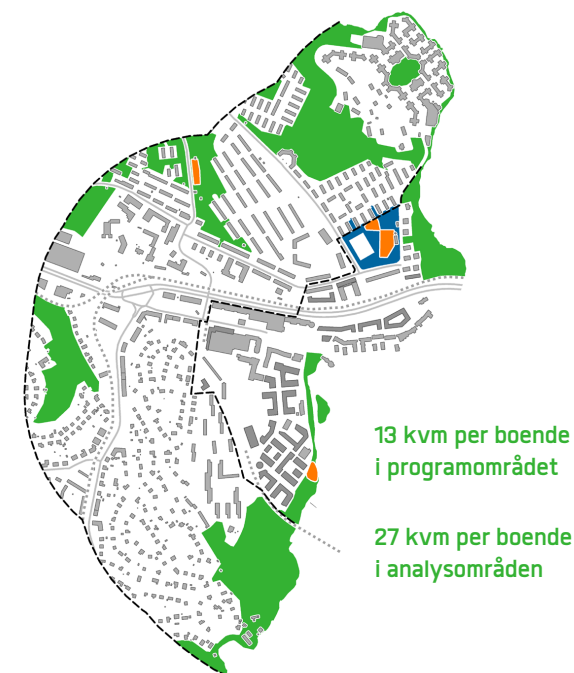 13 kvm per boende
i programområdet
27 kvm per boende
i analysområden